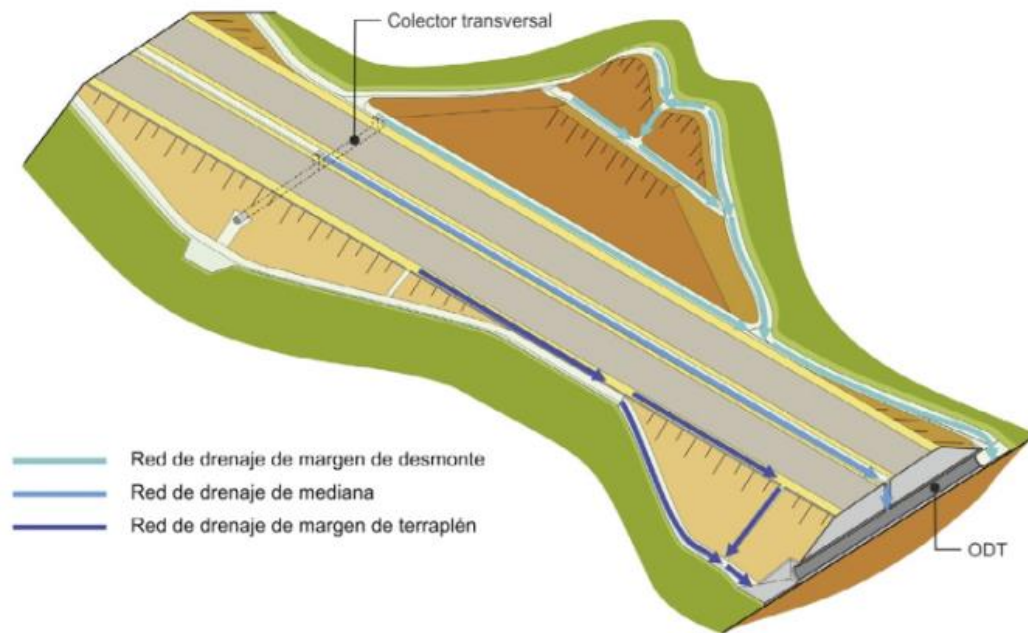 Colector transversal
Red de drenaje de margen de desmonte
Red de drenaje de mediana
Red de drenaje de margen de terraplén
ODT